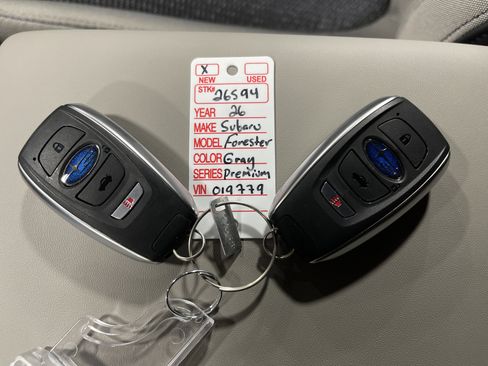 X
NEW USED
STK# 26594
YEAR 26
MAKE Subaru
MODEL Forester
COLOR Gray
SERIES Premium
VIN 019779